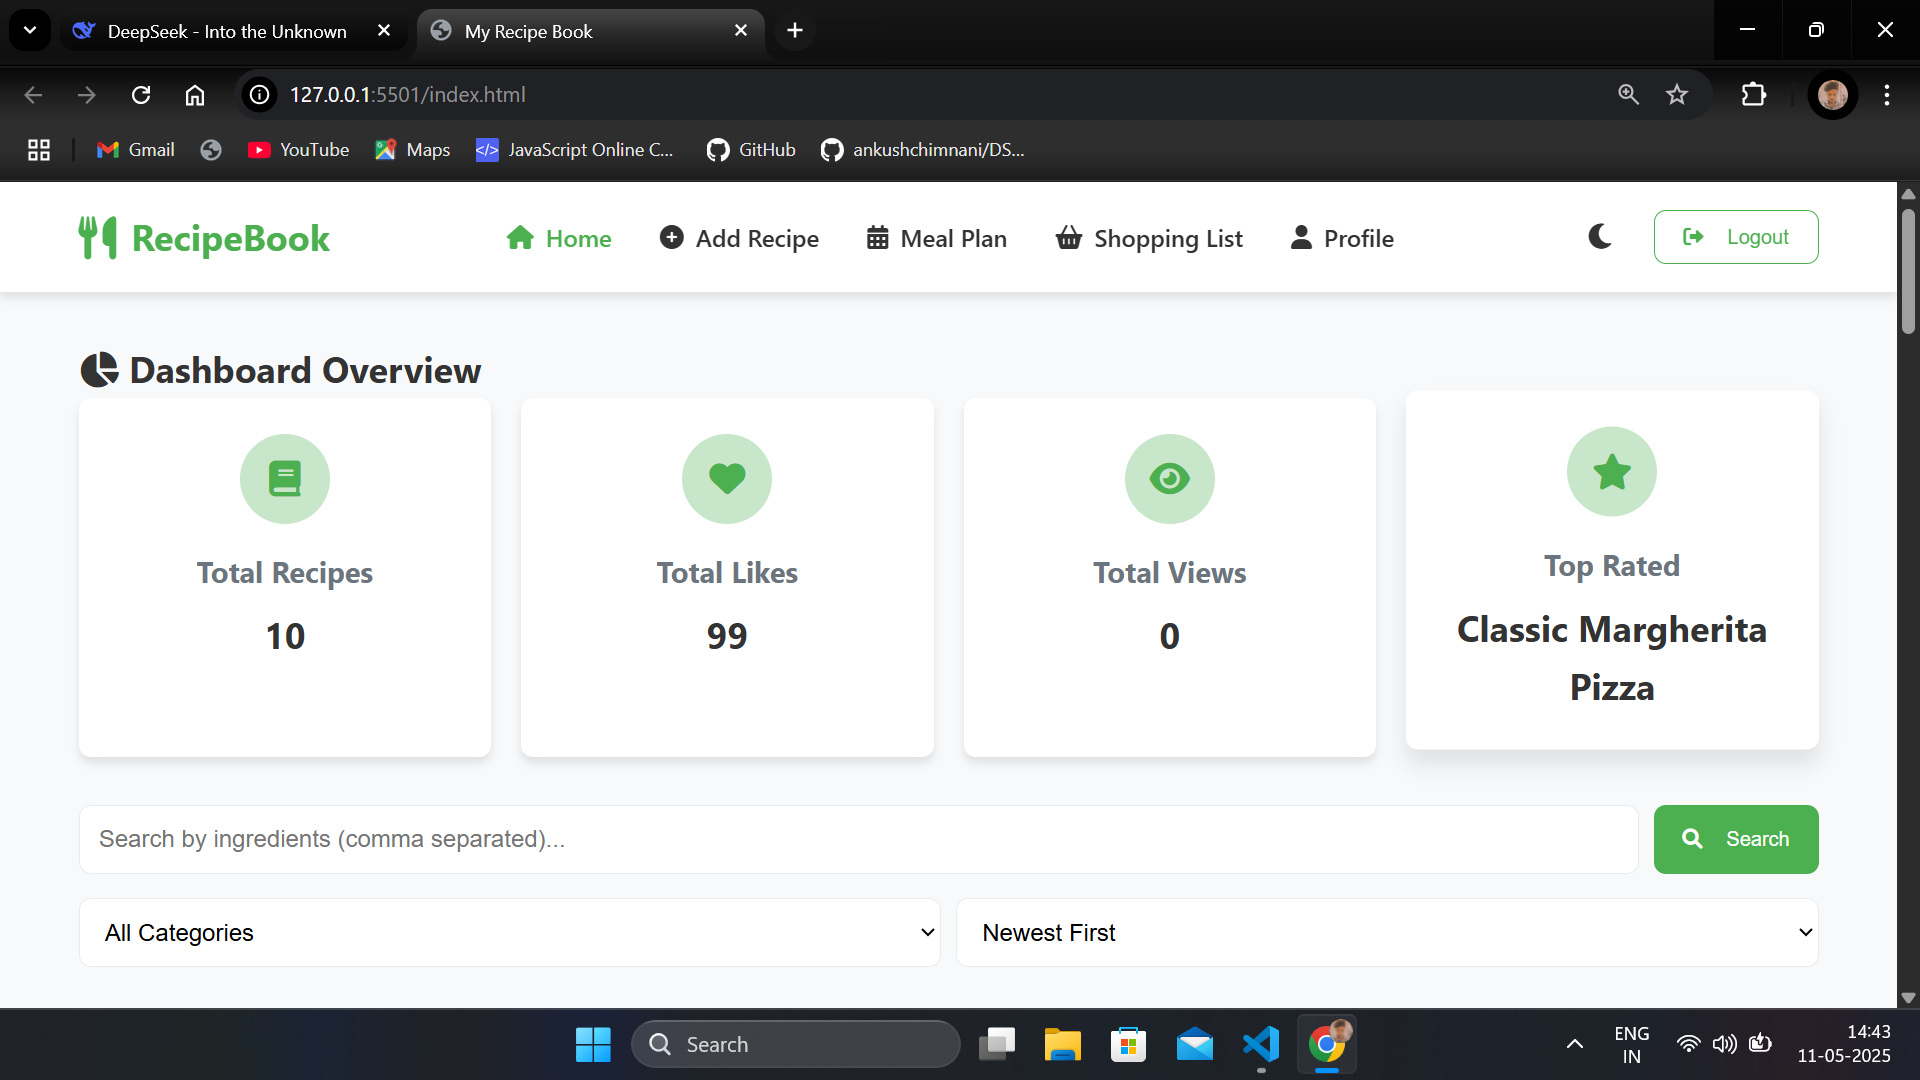 DeepSeek - Into the Unknown
My Recipe Book
127.0.0.1:5501/index.html
Gmail
YouTube
Maps
JavaScript Online C...
GitHub
ankushchimnani/DS...
RecipeBook
Home
Add Recipe
Meal Plan
Shopping List
Profile
Logout
Dashboard Overview
Total Recipes
10
Total Likes
99
Total Views
0
Top Rated
Classic Margherita
Pizza
Search by ingredients (comma separated)...
Search
All Categories
Newest First
Search
ENG
IN
14:43
11-05-2025